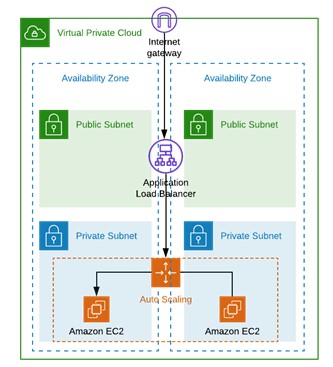 Virtual Private Cloud
Internet
gateway
Availability Zone
Availability Zone
Public Subnet
Public Subnet
Application
Load Balancer
Private Subnet
Private Subnet
Auto Scaling
Amazon EC2
Amazon EC2